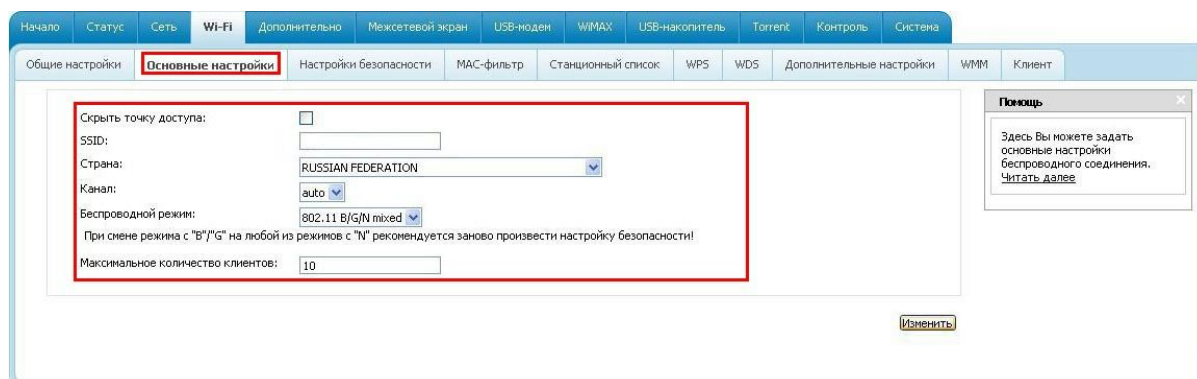 Начало Статус Сеть Wi-Fi Дополнительно Межсетевой экран USB-модем WiMAX USB-накопитель Torrent Контроль Система
Общие настройки Основные настройки Настройки безопасности MAC-фильтр Станционный список WPS WDS Дополнительные настройки WMM Клиент
Скрыть точку доступа:
SSID:
Страна: RUSSIAN FEDERATION
Канал: auto
Беспроводной режим: 802.11 B/G/N mixed
При смене режима с "B"/"G" на любой из режимов с "N" рекомендуется заново произвести настройку безопасности!
Максимальное количество клиентов: 10
Изменить
Помощь
Здесь Вы можете задать
основные настройки
беспроводного соединения.
Читать далее